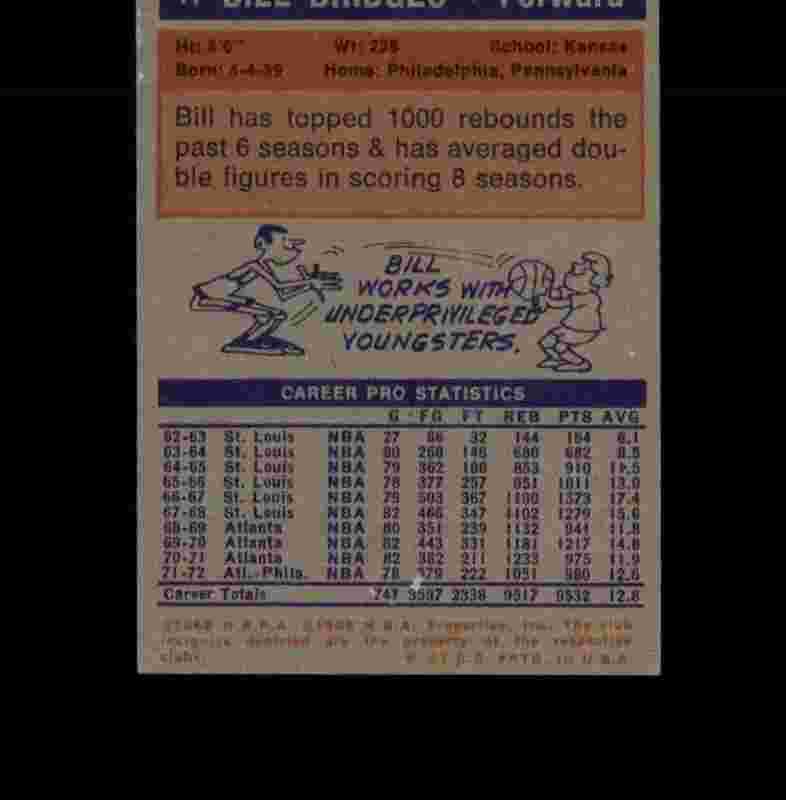 BILL BRIDGES • Forward
Ht: 6'6" Wt: 235 School: Kansas
Born: 4-4-39 Home: Philadelphia, Pennsylvania
Bill has topped 1000 rebounds the
past 6 seasons & has averaged dou-
ble figures in scoring 8 seasons.
BILL
WORKS WITH
UNDERPRIVILEGED
YOUNGSTERS.
CAREER PRO STATISTICS
G FG FT REB PTS AVG
62-63 St. Louis NBA 27 66 32 144 164 6.1
63-64 St. Louis NBA 80 268 146 680 682 8.5
64-65 St. Louis NBA 79 362 186 853 910 11.5
65-66 St. Louis NBA 78 377 257 951 1011 13.0
66-67 St. Louis NBA 79 503 367 1190 1373 17.4
67-68 St. Louis NBA 82 466 347 1102 1279 15.6
68-69 Atlanta NBA 80 351 239 1132 941 11.8
69-70 Atlanta NBA 82 443 331 1181 1217 14.8
70-71 Atlanta NBA 82 382 211 1233 975 11.9
71-72 Atl.-Phila. NBA 78 379 222 1051 980 12.6
Career Totals 747 3597 2338 9517 9532 12.8
Properties, Inc. The club
insignia depicted are the property of the respective
clubs. PRTD. IN U.S.A.